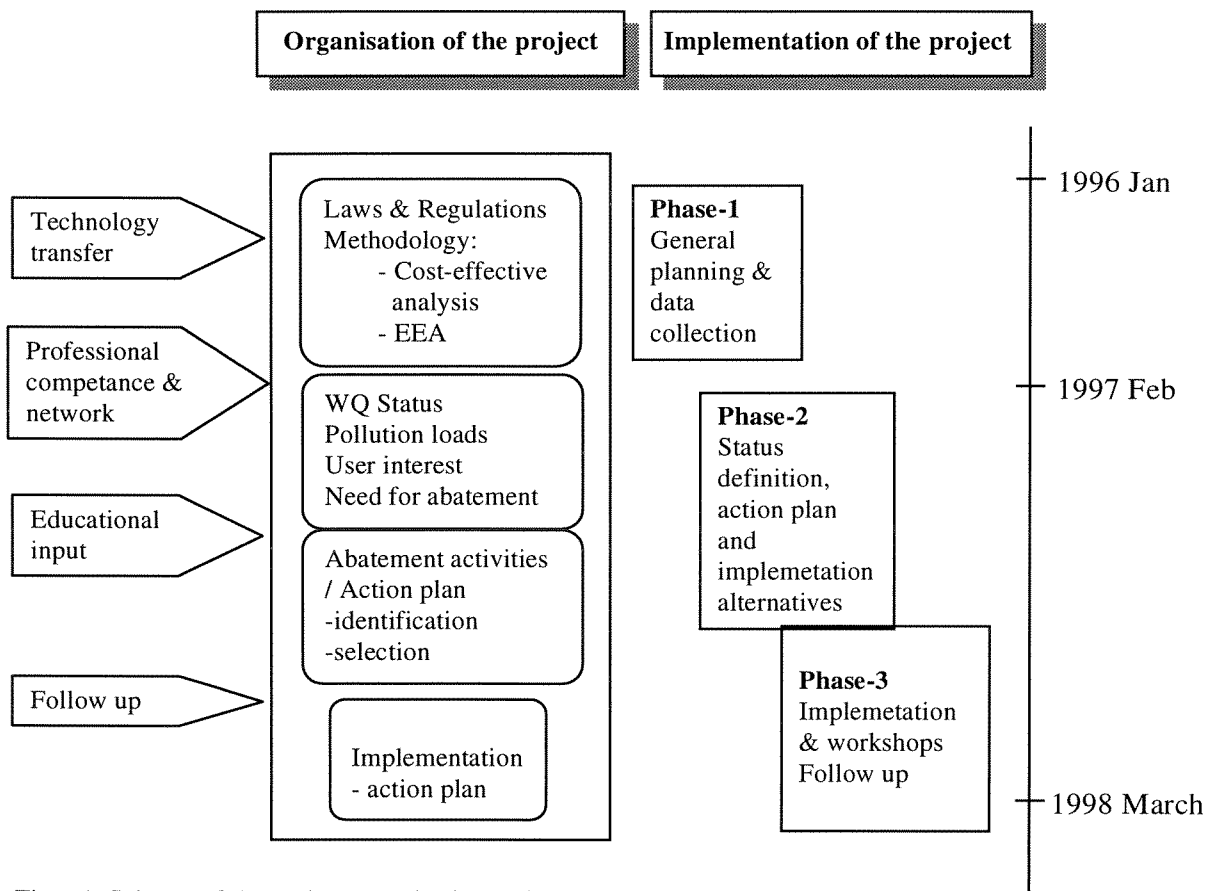 Organisation of the project
Implementation of the project
Technology
transfer
Professional
competance &
network
Educational
input
Follow up
Laws & Regulations
Methodology:
- Cost-effective
analysis
- EEA
WQ Status
Pollution loads
User interest
Need for abatement
Abatement activities
/ Action plan
-identification
-selection
Implementation
- action plan
Phase-1
General
planning &
data
collection
Phase-2
Status
definition,
action plan
and
implemetation
alternatives
Phase-3
Implemetation
& workshops
Follow up
1996 Jan
1997 Feb
1998 March